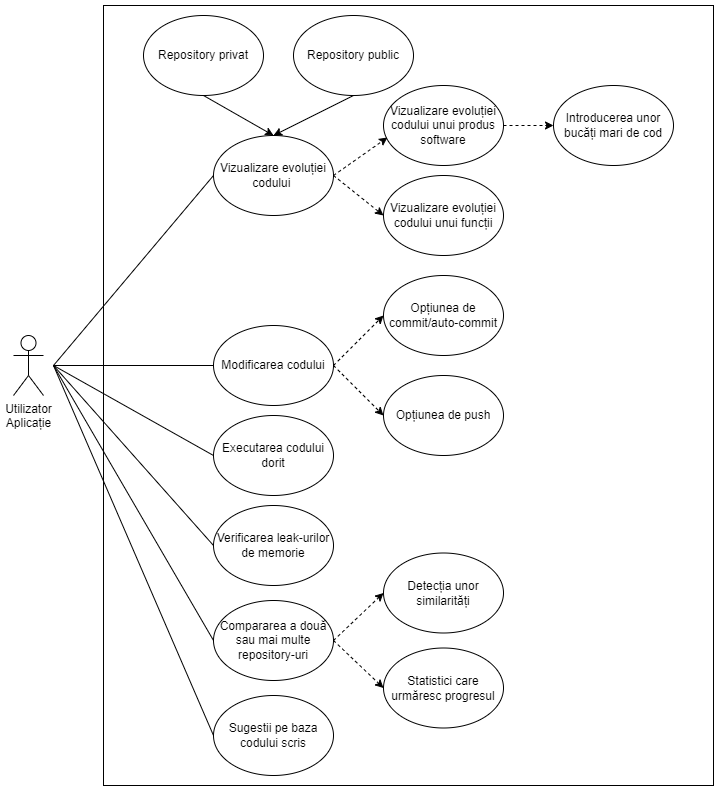 Repository privat
Repository public
Vizualizare evoluției
codului unui produs
software
Introducerea unor
bucăți mari de cod
Vizualizare evoluției
codului
Vizualizare evoluției
codului unui funcții
Opțiunea de
commit/auto-commit
Modificarea codului
Opțiunea de push
Utilizator
Aplicație
Executarea codului
dorit
Verificarea leak-urilor
de memorie
Detecția unor
similarități
Compararea a două
sau mai multe
repository-uri
Statistici care
urmăresc progresul
Sugestii pe baza
codului scris